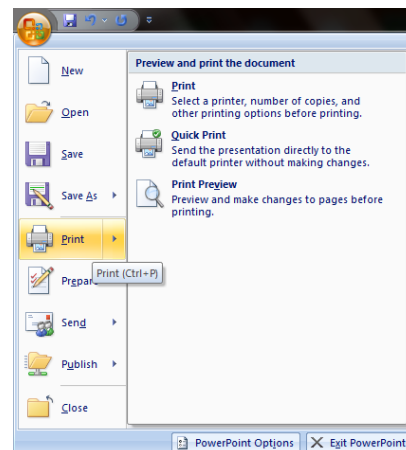 New
Open
Save
Save As
Print
Print (Ctrl+P)
Prepare
Send
Publish
Close
Preview and print the document
Print
Select a printer, number of copies, and
other printing options before printing.
Quick Print
Send the presentation directly to the
default printer without making changes.
Print Preview
Preview and make changes to pages before
printing.
PowerPoint Options
Exit PowerPoint